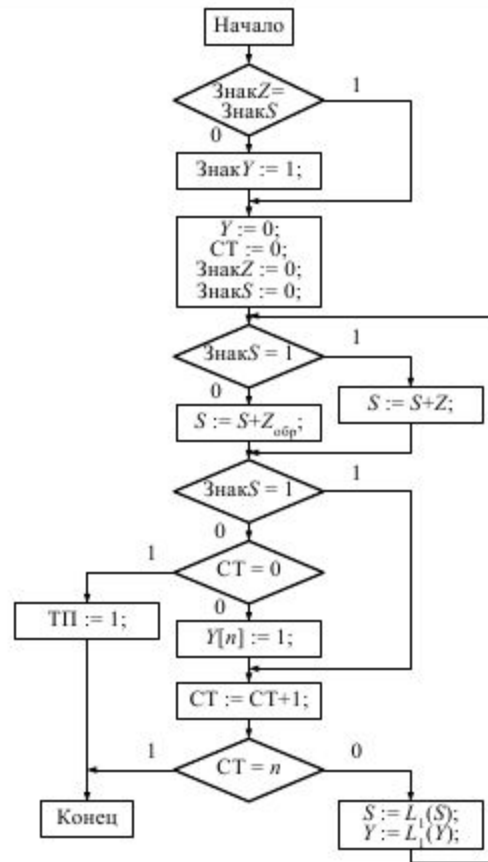 Начало
ЗнакZ=
ЗнакS
1
0
ЗнакY := 1;
Y := 0;
СТ := 0;
ЗнакZ := 0;
ЗнакS := 0;
ЗнакS = 1
1
0
S := S+Z;
S := S+Zобр;
ЗнакS = 1
1
0
1
СТ = 0
0
ТП := 1;
Y[n] := 1;
СТ := СТ+1;
1
0
СТ = n
Конец
S := L1(S);
Y := L1(Y);